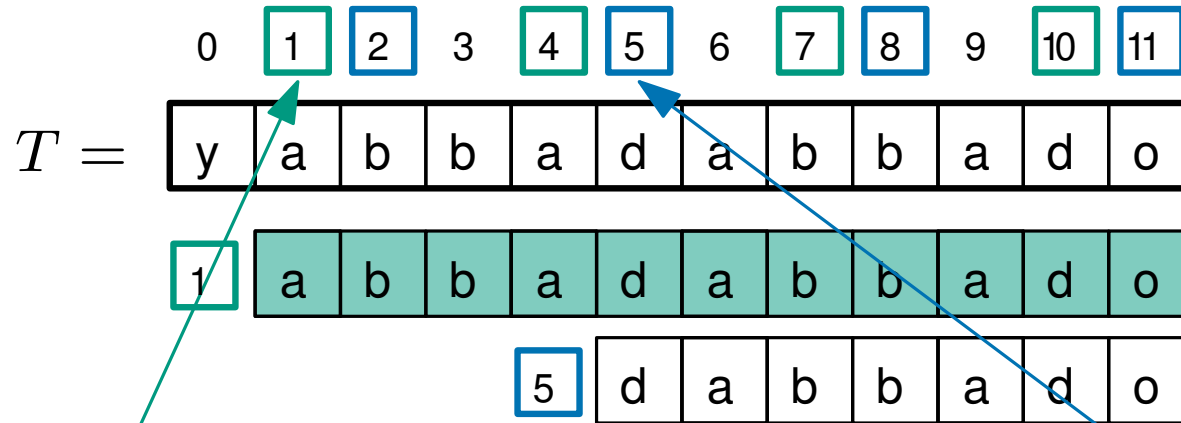 0 1 2 3 4 5 6 7 8 9 10 11
T = y a b b a d a b b a d o
1 a b b a d a b b a d o
5 d a b b a d o